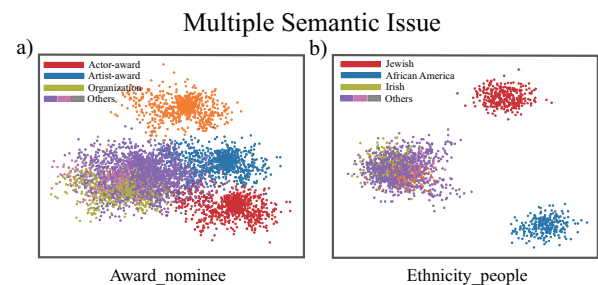 Multiple Semantic Issue
a)
Actor-award
Artist-award
Organization
Others
Award_nominee
b)
Jewish
African America
Irish
Others
Ethnicity_people